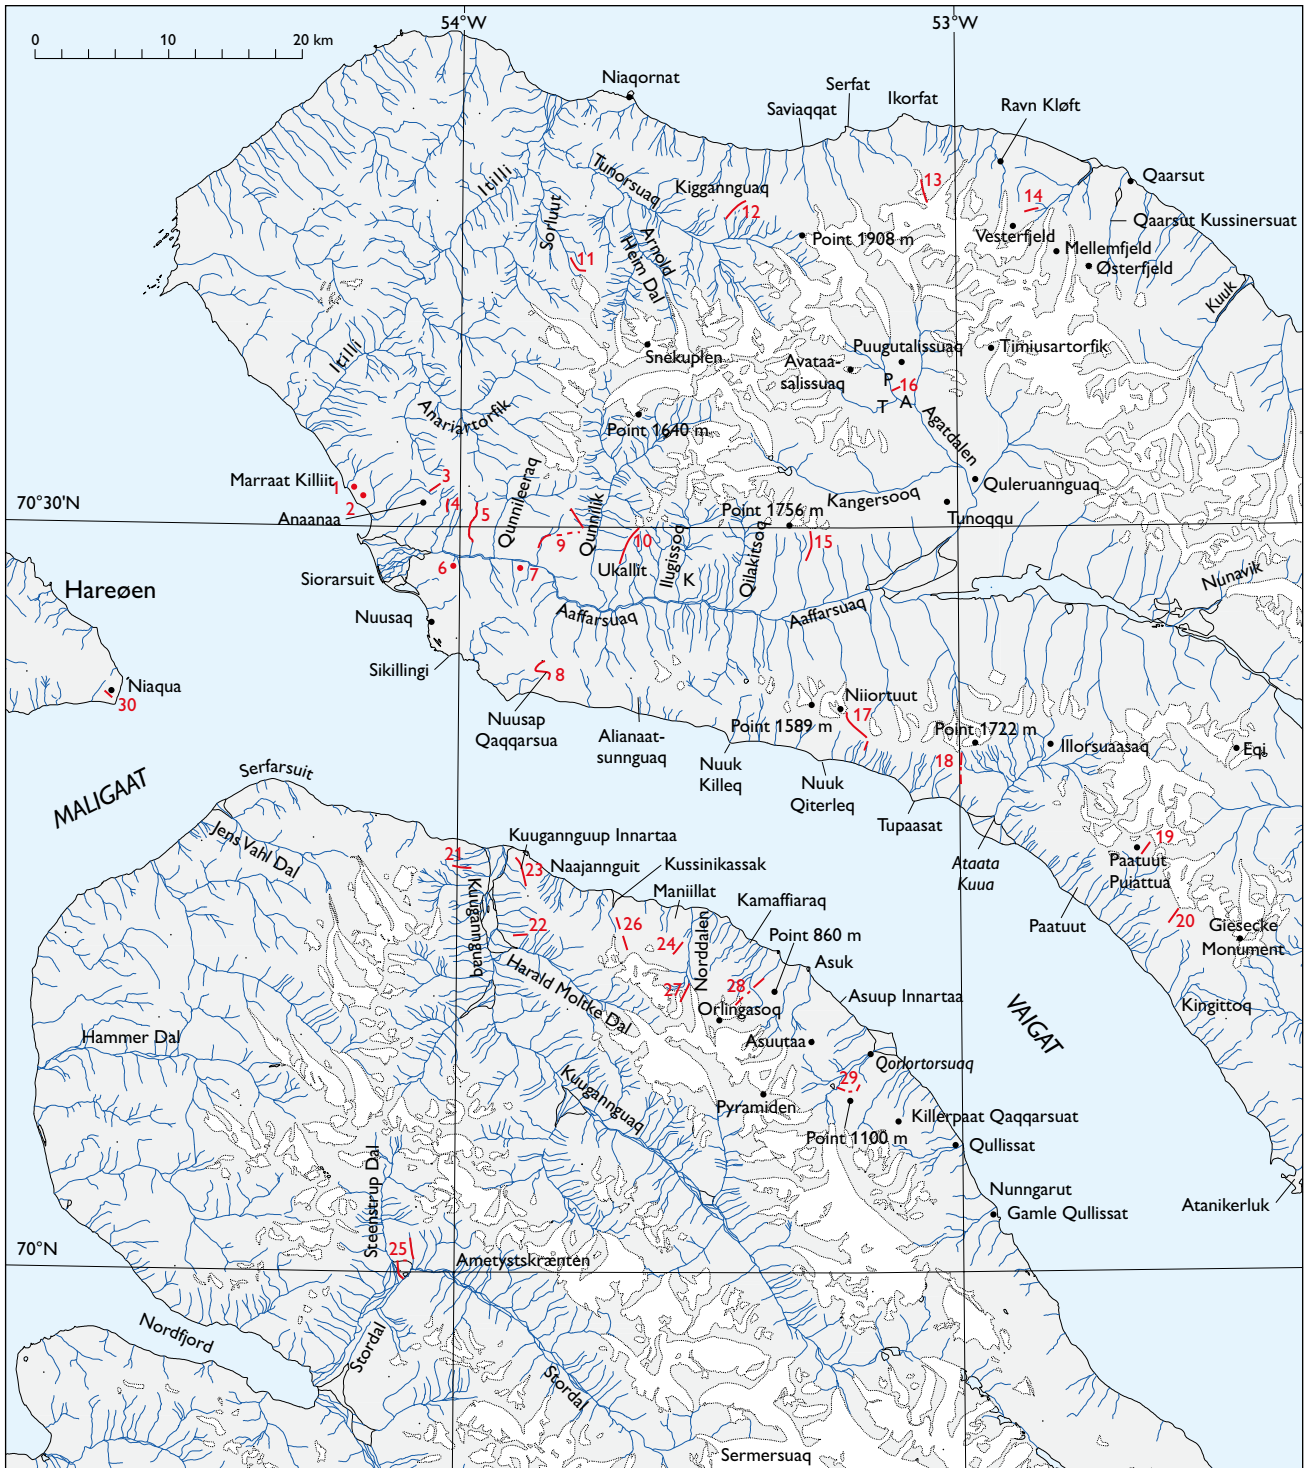 54°W
53°W
0
10
20 km
Niaqornat
Serfat
Saviaqqat
Ikorfat
Ravn Kløft
Qaarsut
Itilli
Tunorsuaq
Kiggannguaq
12
13
14
Sorluut
Arnold
Heim Dal
Point 1908 m
Vesterfjeld
Qaarsut Kussinersuat
Mellemfjeld
Østerfjeld
11
Kuuk
Itilli
Snekuplen
Avataa-
salissuaq
Puugutalissuaq
Timiusartorfik
P
16
T
A
Anariartorfik
Point 1640 m
Agatdalen
Marraat Killiit
1
2
3
4
5
Anaanaa
Qunnileenaq
Qunnilik
Kangersooq
Quleruannguaq
Tunoqqu
70°30'N
Point 1756 m
9
10
Ilugissoq
Qilakitsoq
15
Ukallit
K
6
7
Siorarsuit
Hareøen
Nunavik
Nuusaq
Aaffarsuaq
Aaffarsuaq
Sikillingi
8
Niaqua
30
Nuusap
Qaqqarsua
Alianaat-
sunnguaq
Niiortuut
17
Point 1589 m
Point 1722 m
Illorsuaasaq
Eqi
18
Nuuk
Killeq
Nuuk
Qiterleq
Tupaasat
MALIGAAT
Serfarsuit
Jens Vahl Dal
Ataata
Kuua
19
Paatuut
Puiattua
Paatuut
20
Giesecke
Monument
21
Kuugannguup Innartaa
23
Naajannguit
Kussinikassak
Maniillat
Kamaffiaraq
Kuugannguaq
22
26
24
Norddalen
Point 860 m
Asuk
Harald Moltke Dal
27
28
Orlingasoq
Asuup Innartaa
Kingittoq
VAIGAT
Hammer Dal
Asuutaa
Qorlortorsuaq
29
Kuugannguaq
Pyramiden
Killerpaat Qaqqarsuat
Point 1100 m
Qullissat
Steenstrup Dal
Nunngarut
Gamle Qullissat
Atanikerluk
25
70°N
Ametystskrænten
Nordfjord
Stordal
Stordal
Sermersuaq